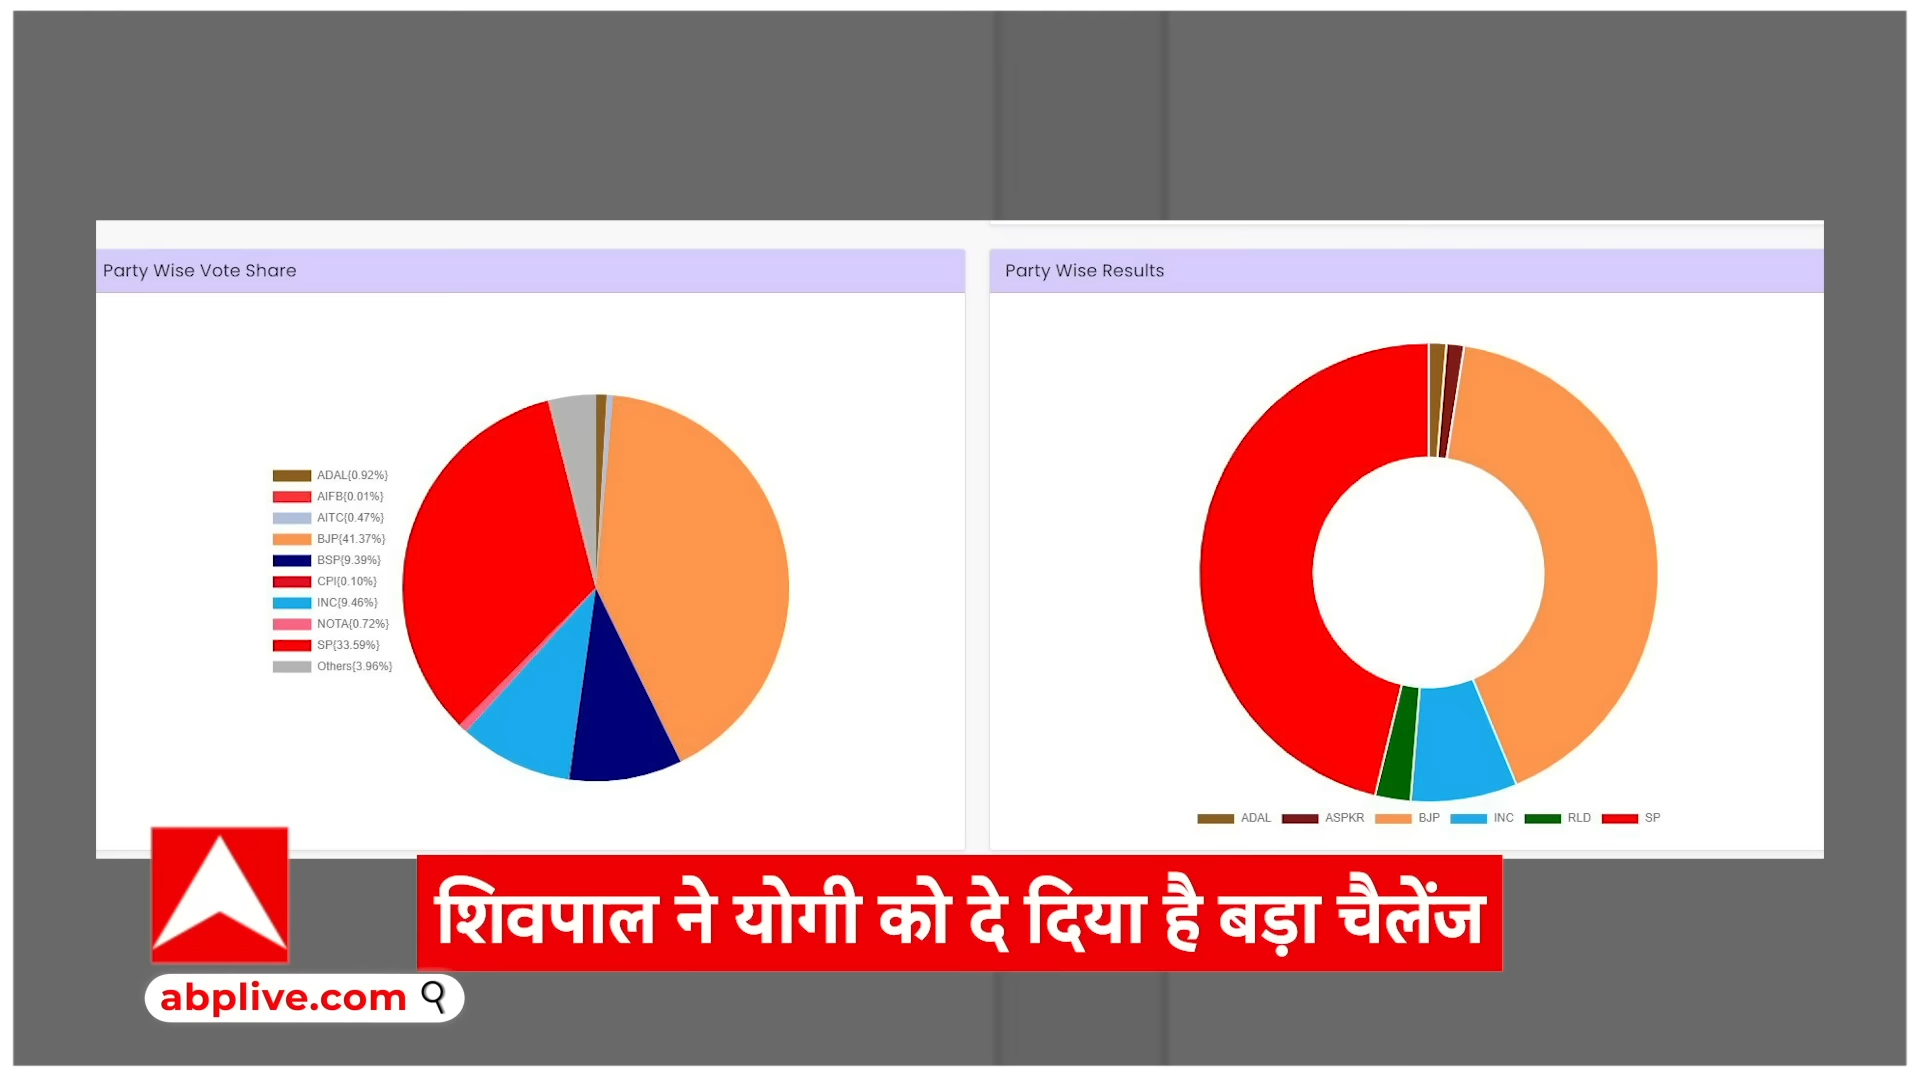 Party Wise Vote Share
ADAL{0.92%}
AIFB{0.01%}
AITC{0.47%}
BJP{41.37%}
BSP{9.39%}
CPI{0.10%}
INC{9.46%}
NOTA{0.72%}
SP{33.59%}
Others{3.96%}
Party Wise Results
ADAL ASPKR BJP INC RLD SP
शिवपाल ने योगी को दे दिया है बड़ा चैलेंज
abplive.com